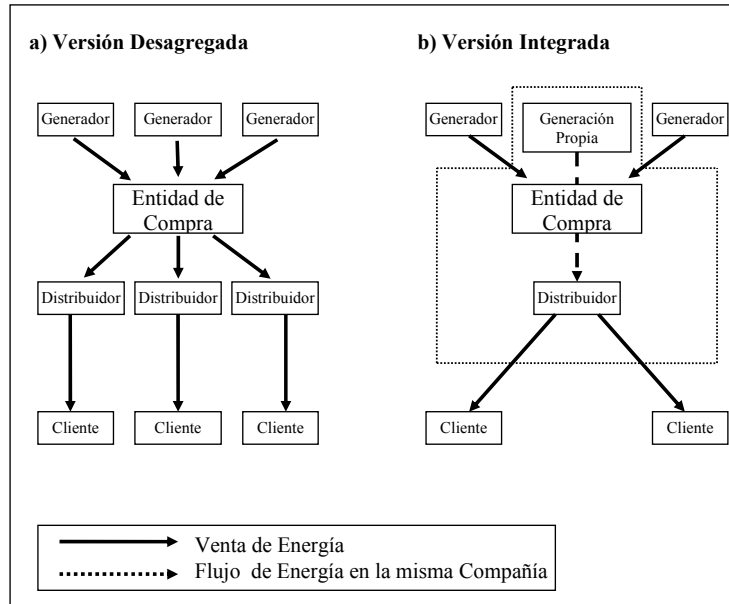 a) Versión Desagregada
Generador
Generador
Generador
Entidad de
Compra
Distribuidor
Distribuidor
Distribuidor
Cliente
Cliente
Cliente
b) Versión Integrada
Generador
Generación
Propia
Generador
Entidad de
Compra
Distribuidor
Cliente
Cliente
Venta de Energía
Flujo de Energía en la misma Compañía